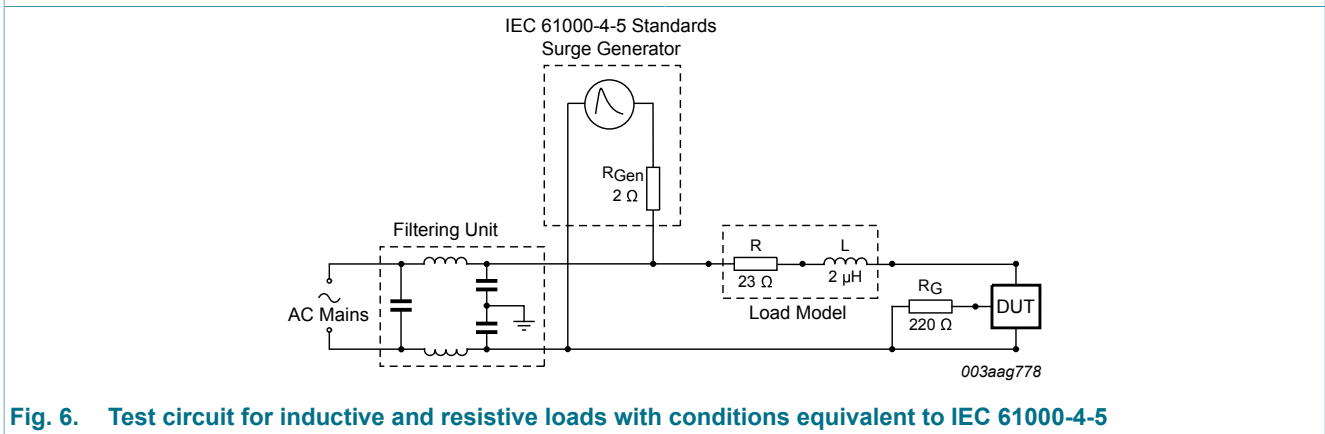 IEC 61000-4-5 Standards
Surge Generator
RGen
2 Ω
Filtering Unit
R
L
23 Ω
2 μH
Load Model
RG
220 Ω
DUT
AC Mains
003aag778
Fig. 6. Test circuit for inductive and resistive loads with conditions equivalent to IEC 61000-4-5